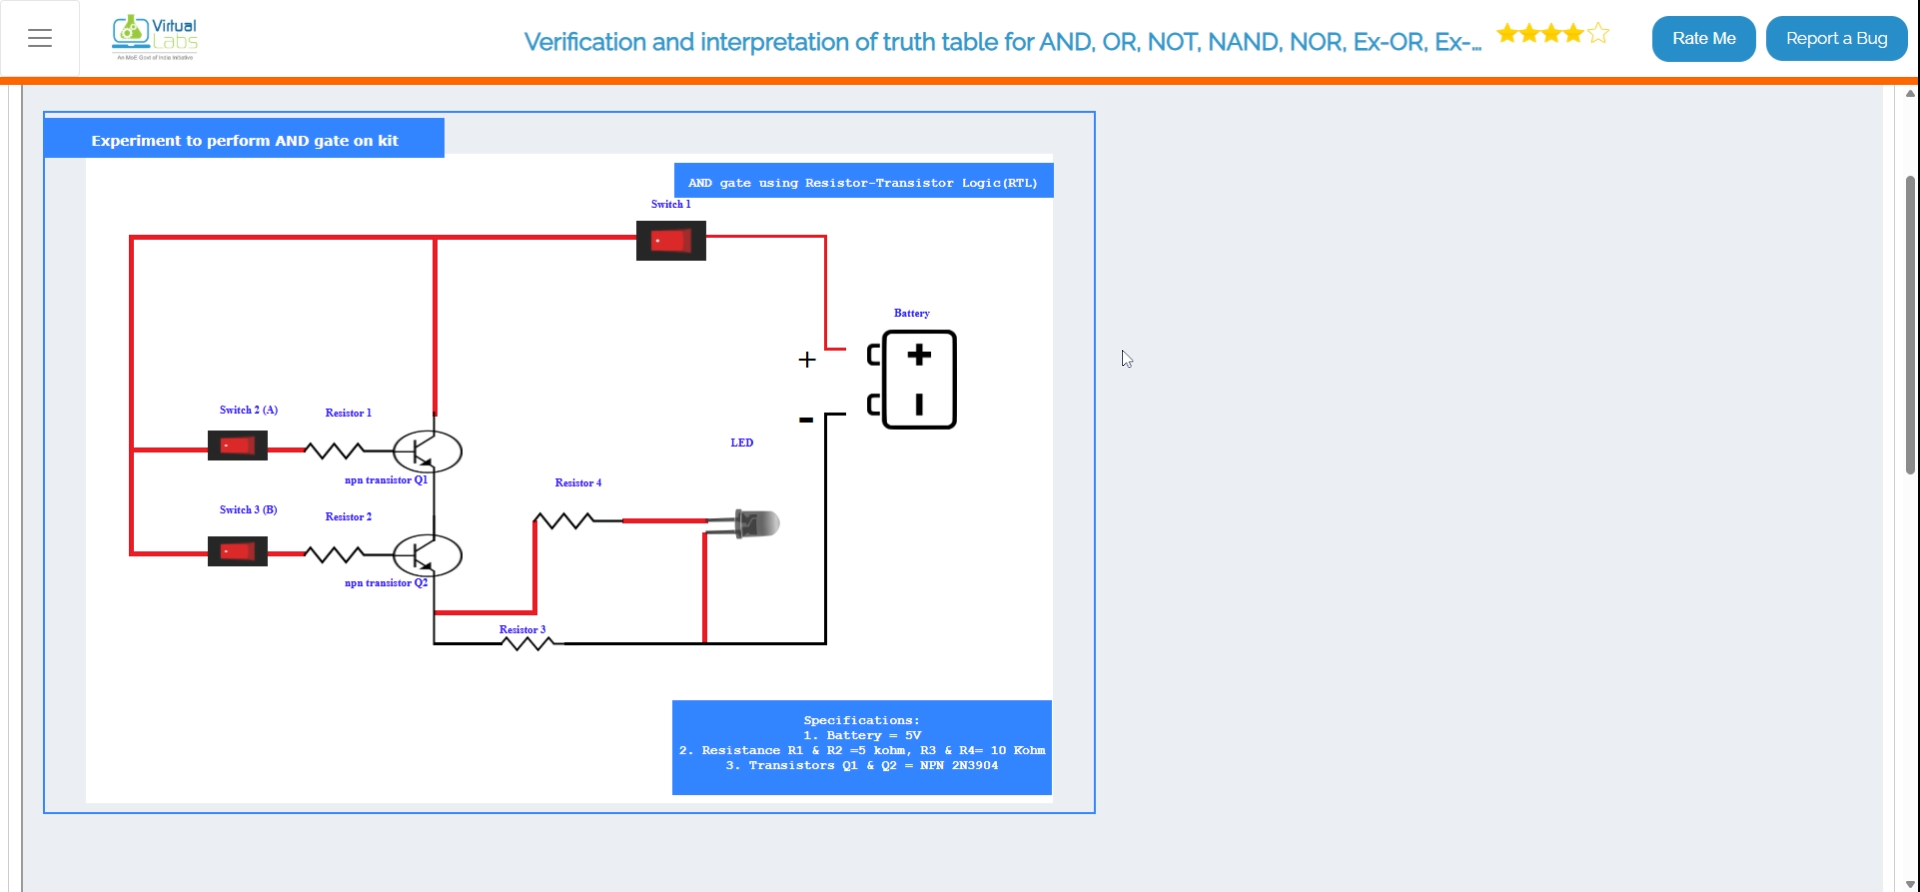 Virtual
Labs
An MoE Govt of India Initiative
Verification and interpretation of truth table for AND, OR, NOT, NAND, NOR, Ex-OR, Ex-...
Rate Me
Report a Bug
Experiment to perform AND gate on kit
AND gate using Resistor-Transistor Logic(RTL)
Switch 1
Battery
+
-
LED
Switch 2 (A)
Resistor 1
npn transistor Q1
Resistor 4
Switch 3 (B)
Resistor 2
npn transistor Q2
Resistor 3
Specifications:
1. Battery = 5V
2. Resistance R1 & R2 =5 kohm, R3 & R4= 10 Kohm
3. Transistors Q1 & Q2 = NPN 2N3904